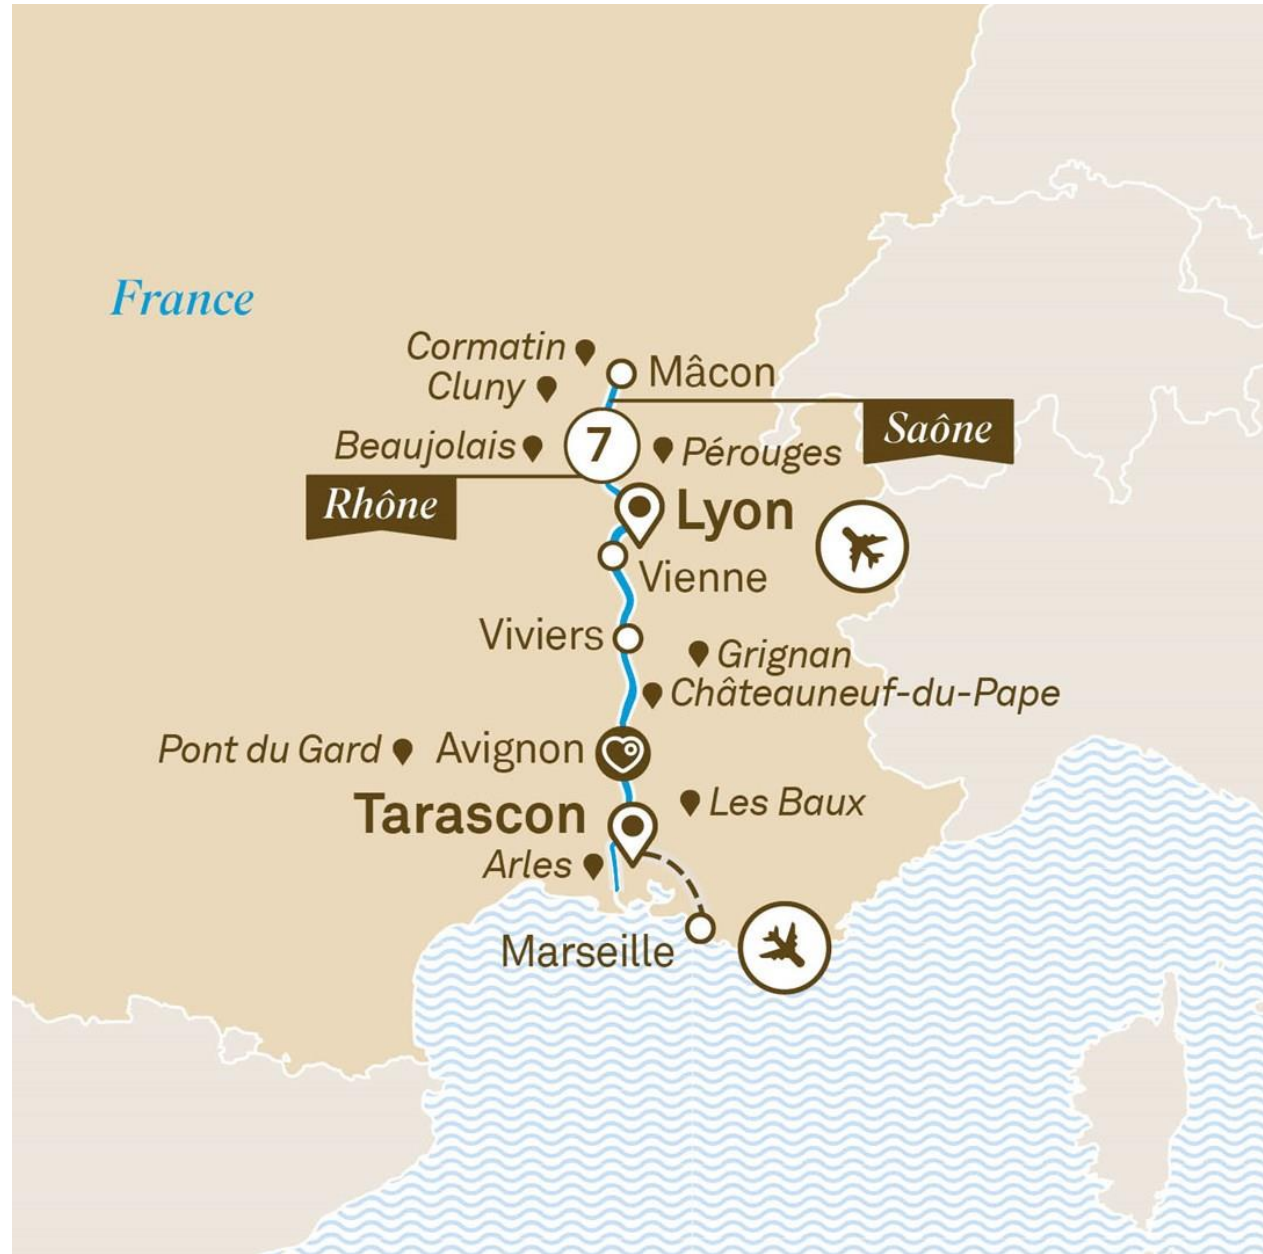 France
Cormatin
Mâcon
Cluny
Saône
Beaujolais
7
Pérouges
Rhône
Lyon
Vienne
Viviers
Grignan
Châteauneuf-du-Pape
Pont du Gard
Avignon
Les Baux
Tarascon
Arles
Marseille